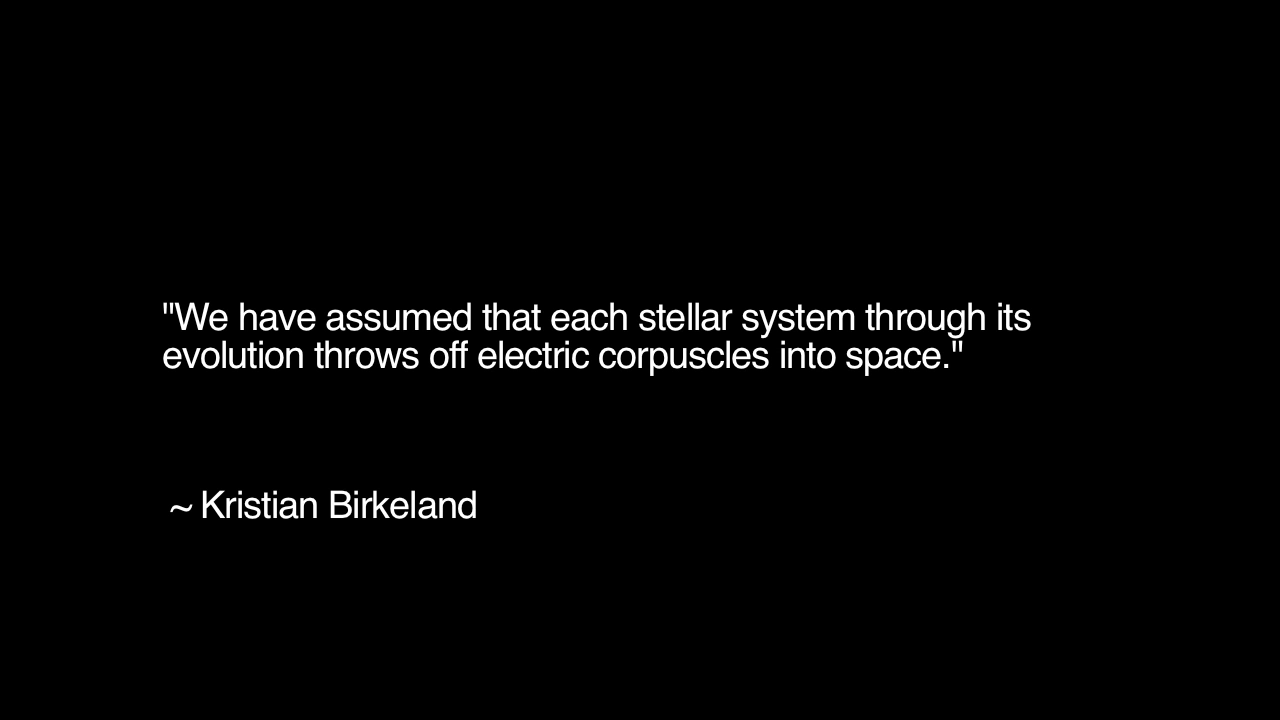 "We have assumed that each stellar system through its
evolution throws off electric corpuscles into space."
~ Kristian Birkeland